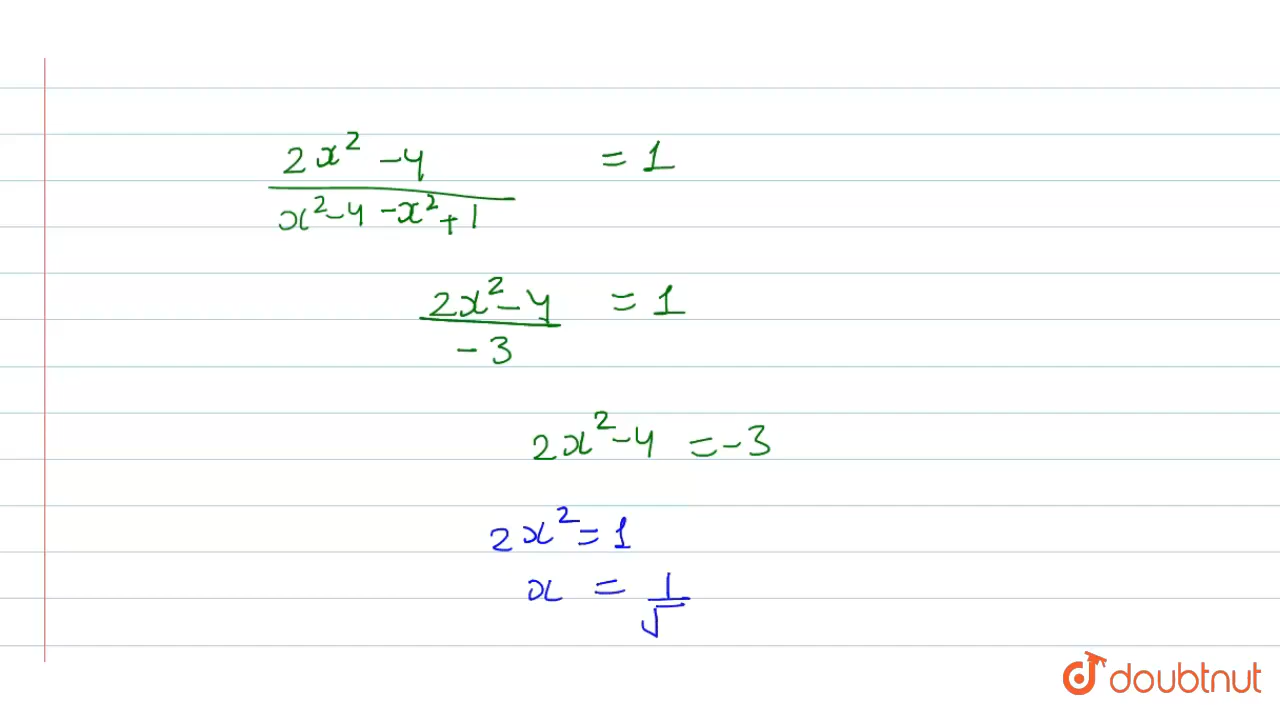 2x² -4 = 1
x² -4 -x² +1
2x² -4 = 1
-3
2x² -4 = -3
2x² = 1
x = 1/√
doubtnut